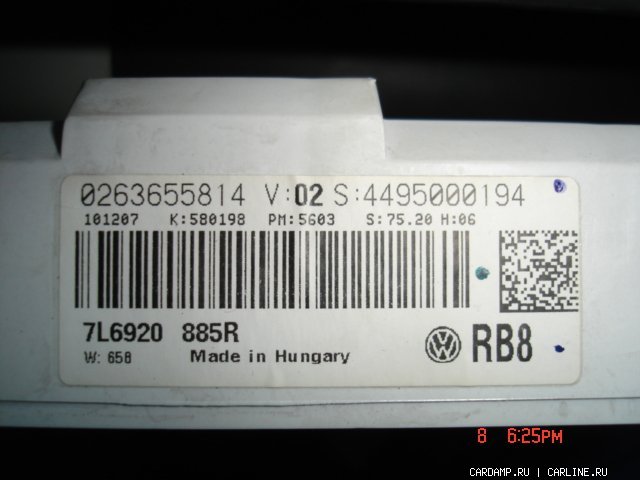 0263655814 V:02 S:4495000194
101207 K:580198 PM:5603 S:75.20 H:06
7L6920 885R RB8
W: 658 Made in Hungary
8 6:25PM
CARDAMP.RU | CARLINE.RU